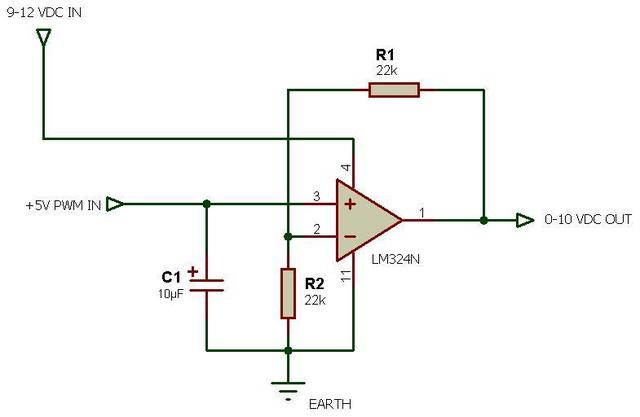 9-12 VDC IN
R1
22k
4
+5V PWM IN
3
+
1
0-10 VDC OUT
2
−
LM324N
11
C1
+
10µF
R2
22k
EARTH